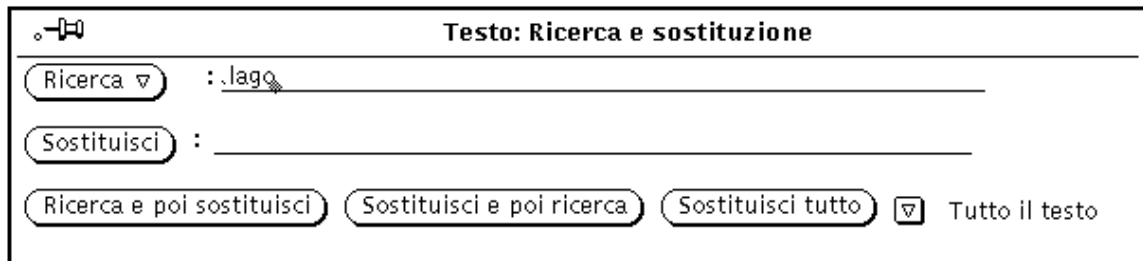 Testo: Ricerca e sostituzione
Ricerca : .lago
Sostituisci :
Ricerca e poi sostituisci Sostituisci e poi ricerca Sostituisci tutto Tutto il testo